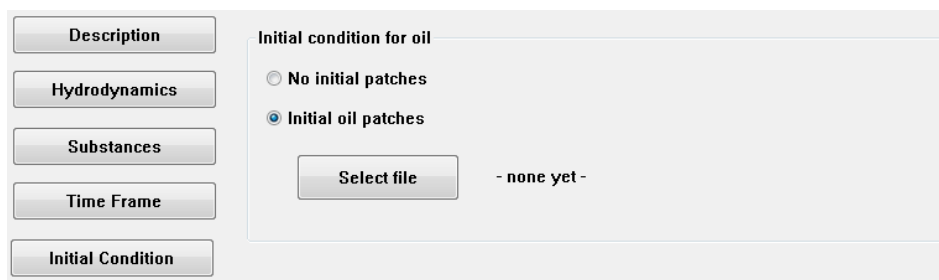 Description
Hydrodynamics
Substances
Time Frame
Initial Condition
Initial condition for oil
No initial patches
Initial oil patches
Select file
- none yet -